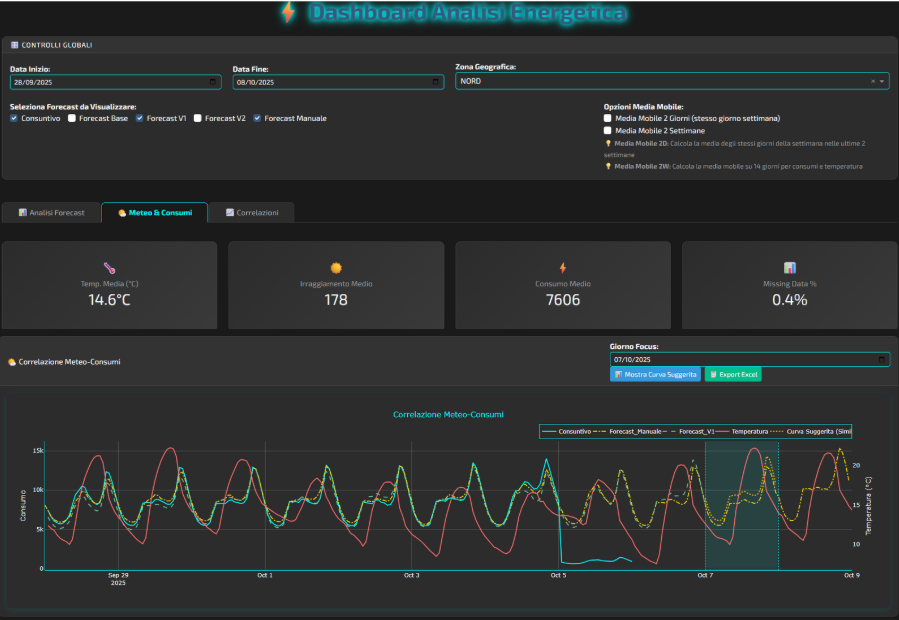 Dashboard Analisi Energetica
CONTROLLI GLOBALI
Data Inizio:
28/09/2025
Data Fine:
08/10/2025
Zona Geografica:
NORD
Seleziona Forecast da Visualizzare:
Consuntivo Forecast Base Forecast V1 Forecast V2 Forecast Manuale
Opzioni Media Mobile:
Media Mobile 2 Giorni (stesso giorno settimana)
Media Mobile 2 Settimane
Media Mobile 2D: Calcola la media degli stessi giorni della settimana nelle ultime 2
settimane
Media Mobile 2W: Calcola la media mobile su 14 giorni per consumi e temperatura
Analisi Forecast Meteo & Consumi Correlazioni
Temp. Media (°C)
14.6°C
Irraggiamento Medio
178
Consumo Medio
7606
Missing Data %
0.4%
Correlazione Meteo-Consumi
Giorno Focus:
07/10/2025
Mostra Curva Suggerita Export Excel
Correlazione Meteo-Consumi
Consuntivo Forecast_Manuale Forecast_V1 Temperatura Curva Suggerita (Simil
15k
10k
5k
0
Consumo
20
15
10
Temperatura (°C)
Sep 29 Oct 1 Oct 3 Oct 5 Oct 7 Oct 9
2025